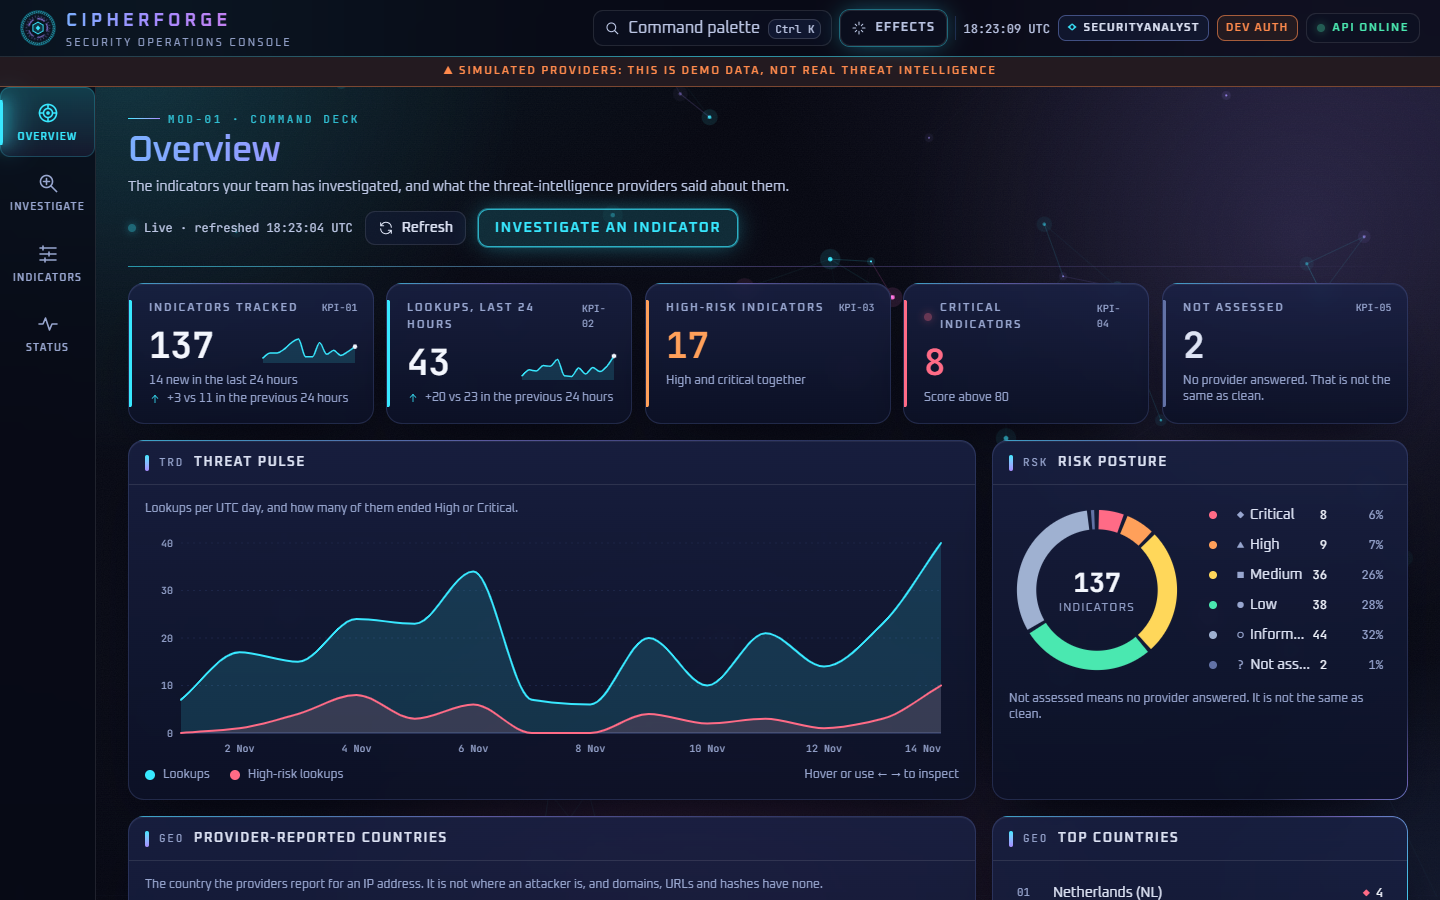 CIPHERFORGE
SECURITY OPERATIONS CONSOLE
Command palette Ctrl K
EFFECTS
18:23:09 UTC
SECURITYANALYST
DEV AUTH
API ONLINE
SIMULATED PROVIDERS: THIS IS DEMO DATA, NOT REAL THREAT INTELLIGENCE
OVERVIEW
INVESTIGATE
INDICATORS
STATUS
MOD-01 · COMMAND DECK
Overview
The indicators your team has investigated, and what the threat-intelligence providers said about them.
Live · refreshed 18:23:04 UTC
Refresh
INVESTIGATE AN INDICATOR
INDICATORS TRACKED KPI-01
137
14 new in the last 24 hours
↑ +3 vs 11 in the previous 24 hours
LOOKUPS, LAST 24 HOURS KPI-02
43
↑ +20 vs 23 in the previous 24 hours
HIGH-RISK INDICATORS KPI-03
17
High and critical together
CRITICAL INDICATORS KPI-04
8
Score above 80
NOT ASSESSED KPI-05
2
No provider answered. That is not the
same as clean.
TRD THREAT PULSE
Lookups per UTC day, and how many of them ended High or Critical.
40
30
20
10
0
2 Nov 4 Nov 6 Nov 8 Nov 10 Nov 12 Nov 14 Nov
Lookups High-risk lookups
Hover or use ← → to inspect
RSK RISK POSTURE
137
INDICATORS
Critical 8 6%
High 9 7%
Medium 36 26%
Low 38 28%
Inform... 44 32%
? Not ass... 2 1%
Not assessed means no provider answered. It is not the same as
clean.
GEO PROVIDER-REPORTED COUNTRIES
The country the providers report for an IP address. It is not where an attacker is, and domains, URLs and hashes have none.
GEO TOP COUNTRIES
01 Netherlands (NL) 4